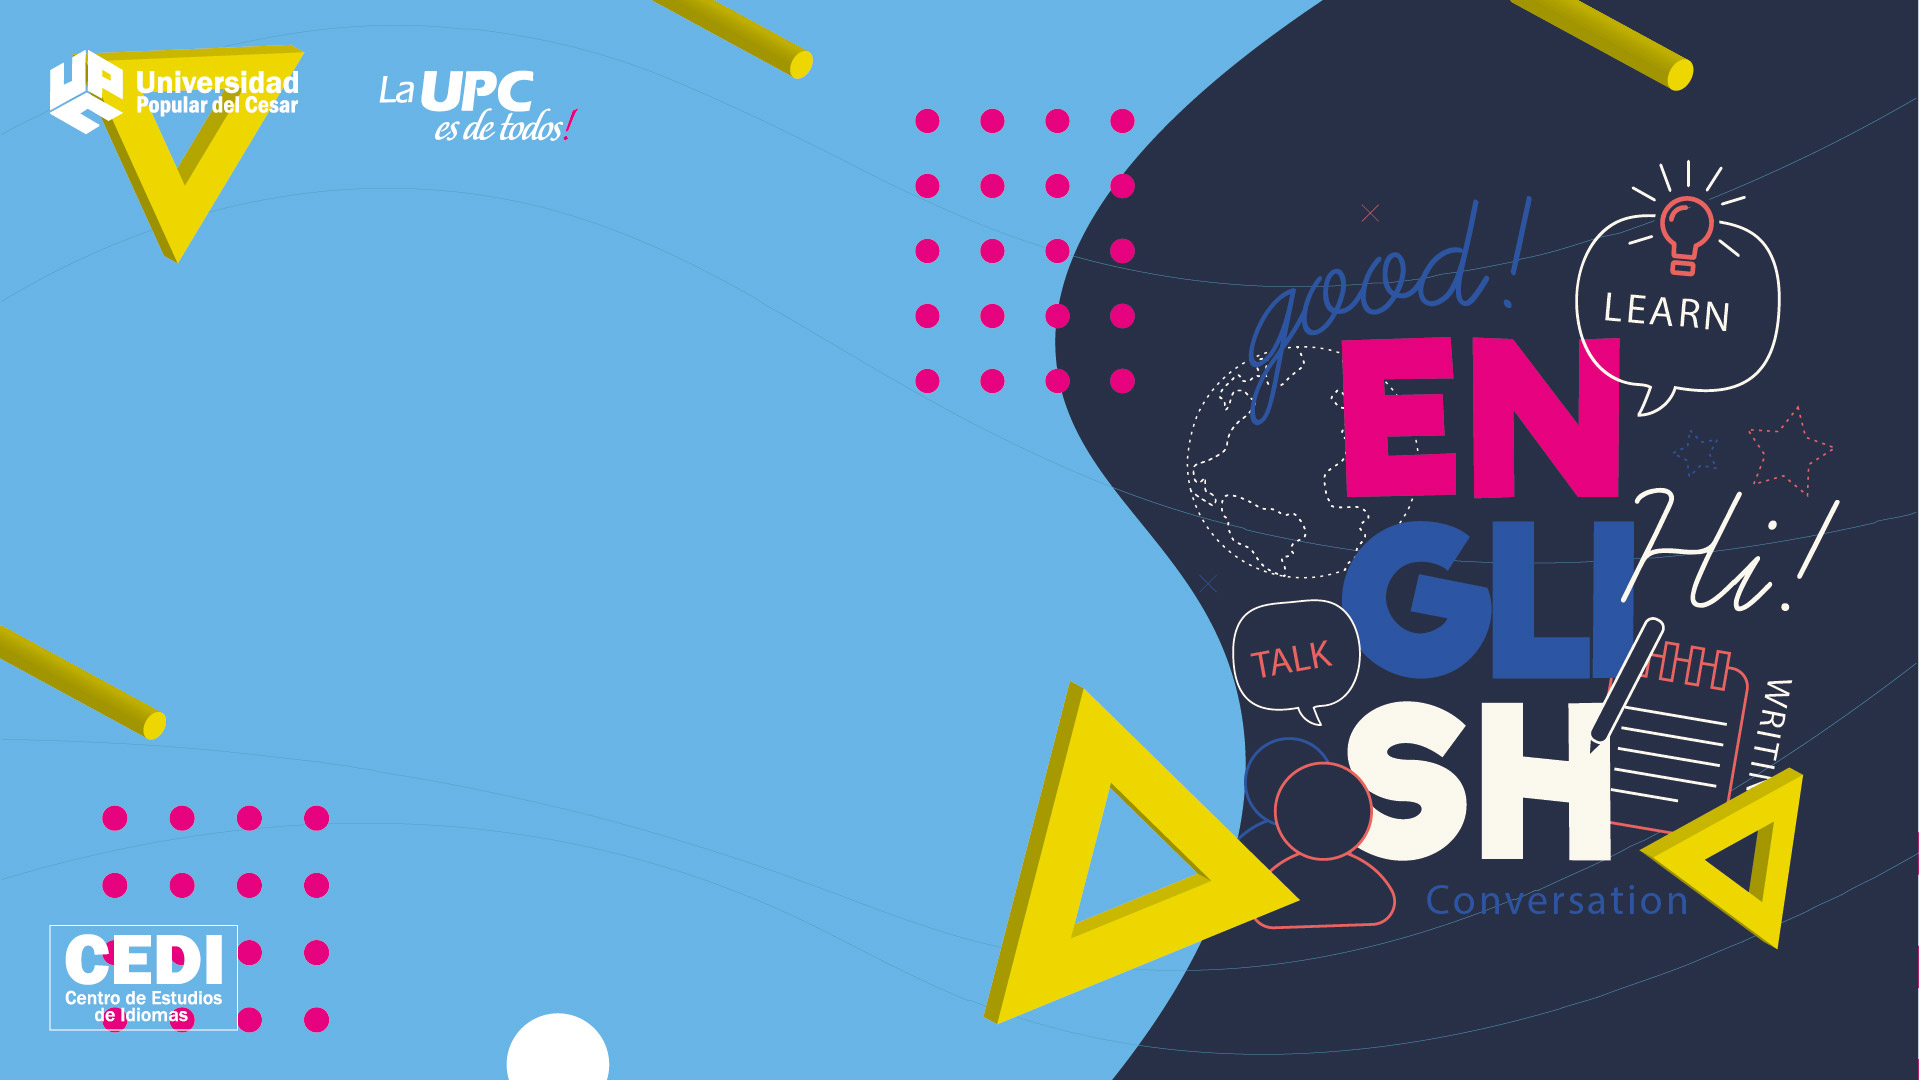 Universidad
Popular del Cesar
La UPC
es de todos!
good!
LEARN
EN
GLI
SH
Hi!
TALK
Conversation
CEDI
Centro de Estudios
de Idiomas